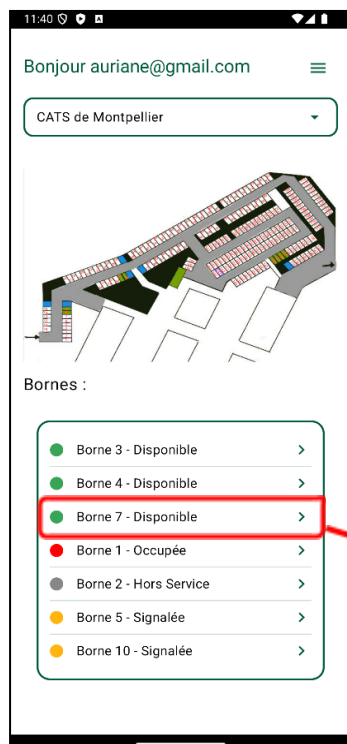 11:40
Bonjour auriane@gmail.com
CATS de Montpellier
Bornes :
Borne 3 - Disponible
Borne 4 - Disponible
Borne 7 - Disponible
Borne 1 - Occupée
Borne 2 - Hors Service
Borne 5 - Signalée
Borne 10 - Signalée